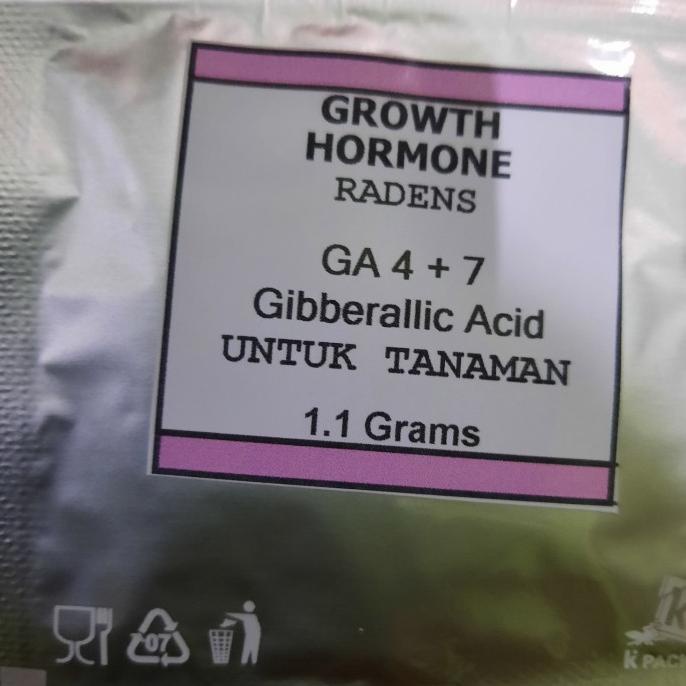 GROWTH
HORMONE
RADENS
GA 4 + 7
Gibberallic Acid
UNTUK TANAMAN
1.1 Grams
07